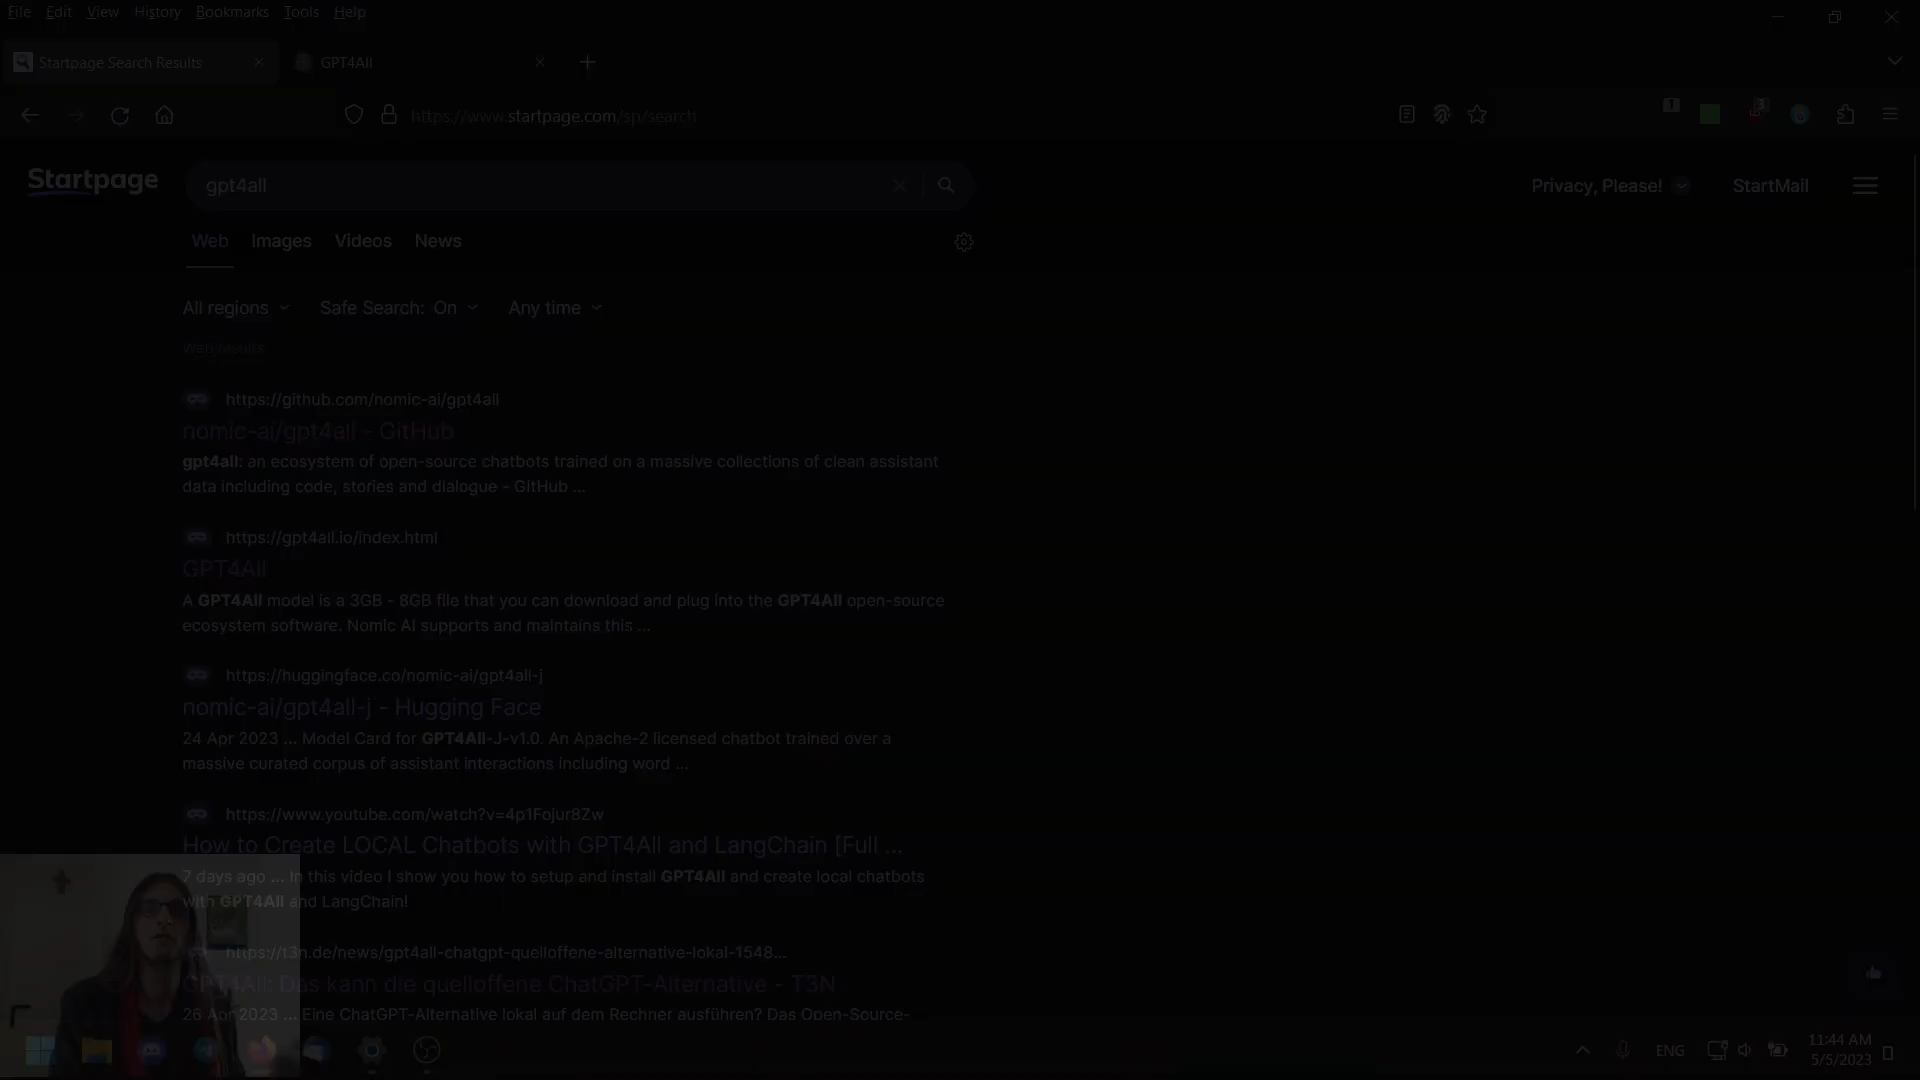 File Edit View History Bookmarks Tools Help
Startpage Search Results
GPT4All
https://www.startpage.com/sp/search
1
3
Startpage
gpt4all
Privacy, Please!
StartMail
Web Images Videos News
All regions
Safe Search: On
Any time
Web results
https://github.com/nomic-ai/gpt4all
nomic-ai/gpt4all - GitHub
gpt4all: an ecosystem of open-source chatbots trained on a massive collections of clean assistant
data including code, stories and dialogue - GitHub ...
https://gpt4all.io/index.html
GPT4All
A GPT4All model is a 3GB - 8GB file that you can download and plug into the GPT4All open-source
ecosystem software. Nomic AI supports and maintains this ...
https://huggingface.co/nomic-ai/gpt4all-j
nomic-ai/gpt4all-j - Hugging Face
24 Apr 2023 ... Model Card for GPT4All-J-v1.0. An Apache-2 licensed chatbot trained over a
massive curated corpus of assistant interactions including word ...
https://www.youtube.com/watch?v=4p1Fojur8Zw
How to Create LOCAL Chatbots with GPT4All and LangChain [Full ...
7 days ago ... In this video I show you how to setup and install GPT4All and create local chatbots
with GPT4All and LangChain!
https://t3n.de/news/gpt4all-chatgpt-quelloffene-alternative-lokal-1548...
GPT4All: Das kann die quelloffene ChatGPT-Alternative - T3N
26 Apr 2023 ... Eine ChatGPT-Alternative lokal auf dem Rechner ausführen? Das Open-Source-
ENG
11:44 AM
5/5/2023